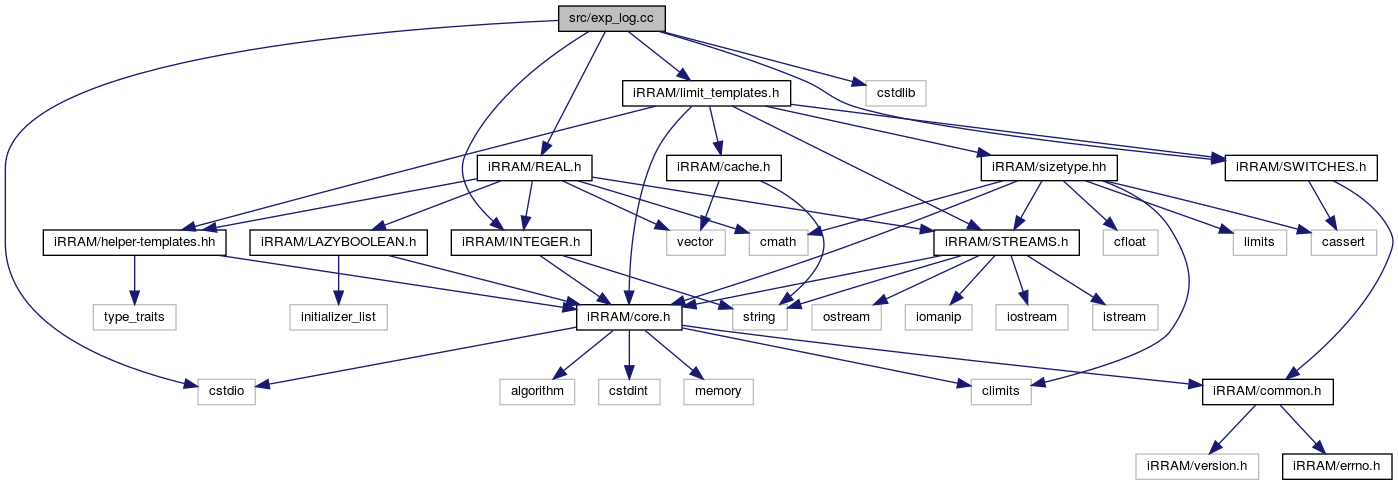 src/exp_log.cc
iRRAM/limit_templates.h
cstdlib
iRRAM/REAL.h
iRRAM/cache.h
iRRAM/sizetype.hh
iRRAM/SWITCHES.h
iRRAM/helper-templates.hh
iRRAM/LAZYBOOLEAN.h
iRRAM/INTEGER.h
vector
cmath
iRRAM/STREAMS.h
cfloat
limits
cassert
type_traits
initializer_list
iRRAM/core.h
string
ostream
iomanip
iostream
istream
cstdio
algorithm
cstdint
memory
climits
iRRAM/common.h
iRRAM/version.h
iRRAM/errno.h